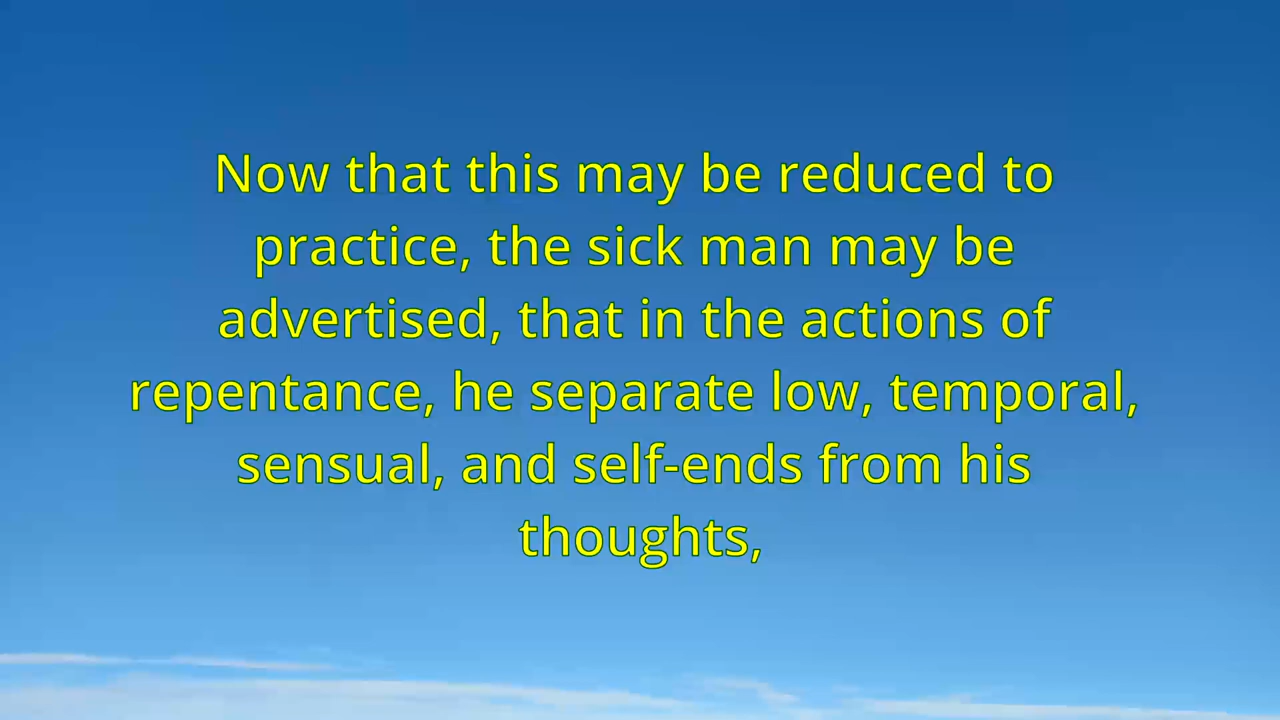 Now that this may be reduced to
practice, the sick man may be
advertised, that in the actions of
repentance, he separate low, temporal,
sensual, and self-ends from his
thoughts,